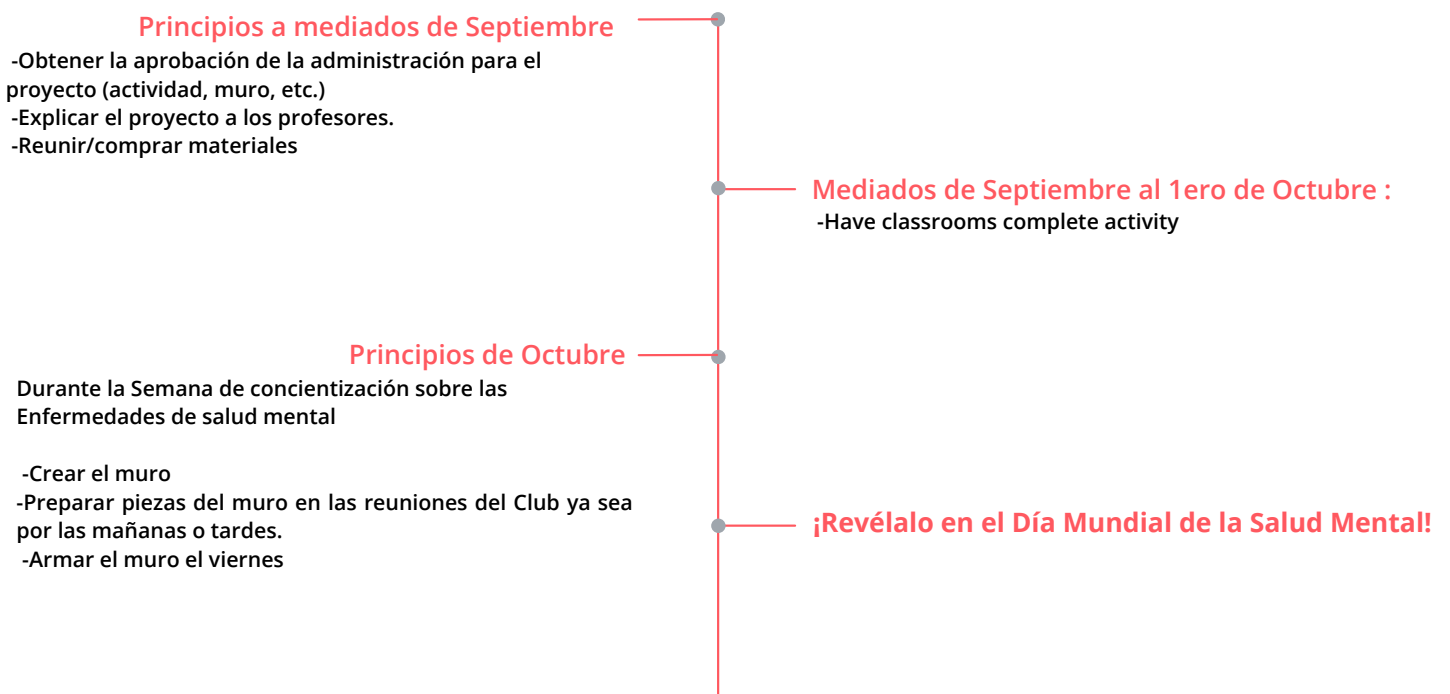 Principios a mediados de Septiembre
-Obtener la aprobación de la administración para el
proyecto (actividad, muro, etc.)
-Explicar el proyecto a los profesores.
-Reunir/comprar materiales
Mediados de Septiembre al 1ero de Octubre :
-Have classrooms complete activity
Principios de Octubre
Durante la Semana de concientización sobre las
Enfermedades de salud mental
-Crear el muro
-Preparar piezas del muro en las reuniones del Club ya sea
por las mañanas o tardes.
-Armar el muro el viernes
¡Revélalo en el Día Mundial de la Salud Mental!